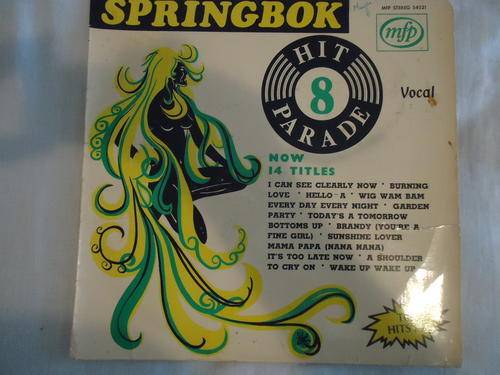 SPRINGBOK
MFP STEREO 54521
mfp
HIT
8
PARADE
Vocal
NOW
14 TITLES
I CAN SEE CLEARLY NOW * BURNING
LOVE * HELLO-A * WIG WAM BAM
EVERY DAY EVERY NIGHT * GARDEN
PARTY * TODAY'S A TOMORROW
BOTTOMS UP * BRANDY (YOU'RE A
FINE GIRL) * SUNSHINE LOVER
MAMA PAPA (NANA NANA)
IT'S TOO LATE NOW * A SHOULDER
TO CRY ON * WAKE UP WAKE UP
HITS